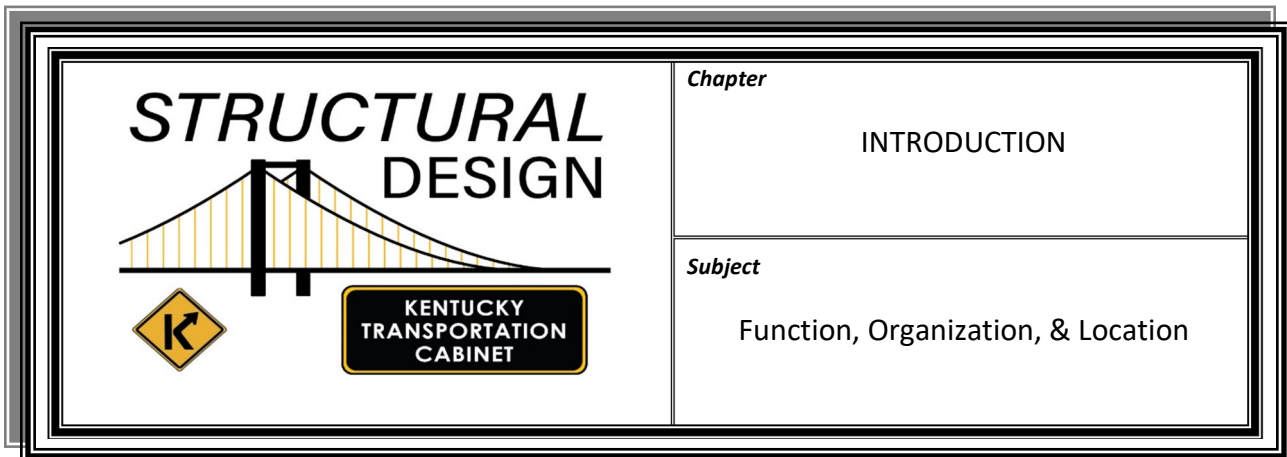 STRUCTURAL
DESIGN
K
KENTUCKY
TRANSPORTATION
CABINET
Chapter
INTRODUCTION
Subject
Function, Organization, & Location